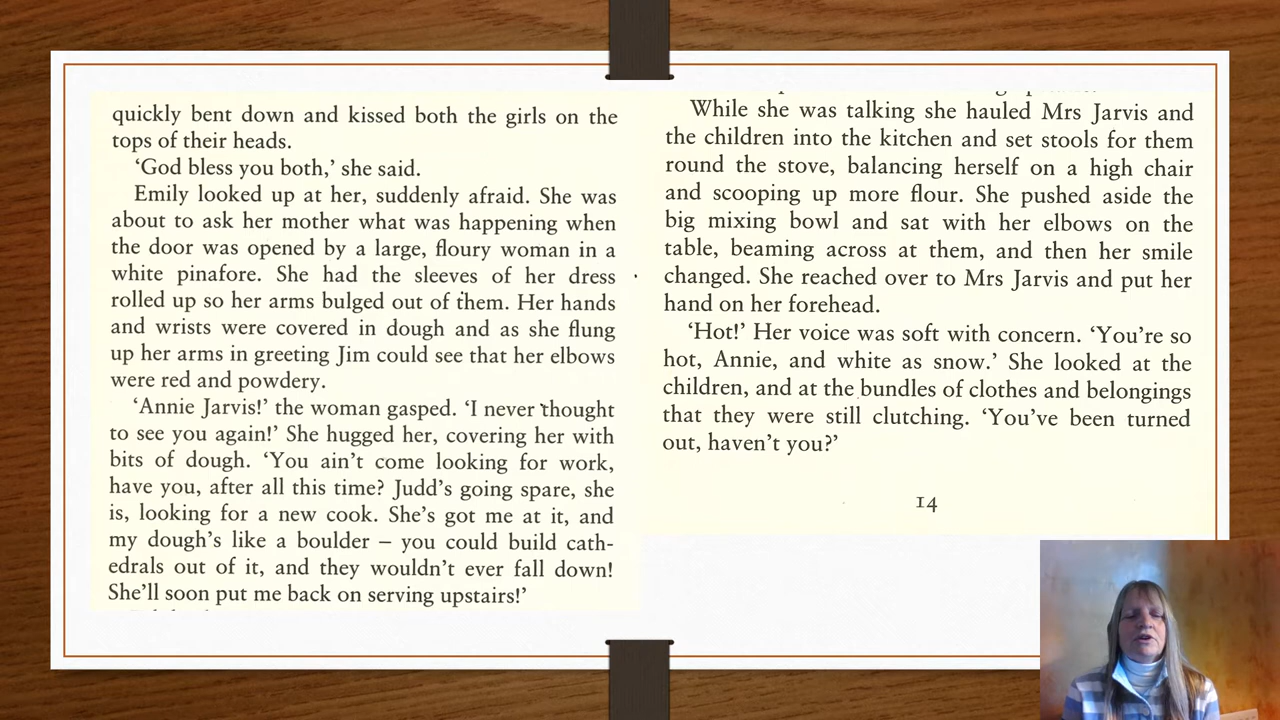 quickly bent down and kissed both the girls on the
tops of their heads.
‘God bless you both,’ she said.
Emily looked up at her, suddenly afraid. She was
about to ask her mother what was happening when
the door was opened by a large, floury woman in a
white pinafore. She had the sleeves of her dress
rolled up so her arms bulged out of them. Her hands
and wrists were covered in dough and as she flung
up her arms in greeting Jim could see that her elbows
were red and powdery.
‘Annie Jarvis!’ the woman gasped. ‘I never thought
to see you again!’ She hugged her, covering her with
bits of dough. ‘You ain’t come looking for work,
have you, after all this time? Judd’s going spare, she
is, looking for a new cook. She’s got me at it, and
my dough’s like a boulder – you could build cath-
edrals out of it, and they wouldn’t ever fall down!
She’ll soon put me back on serving upstairs!’
While she was talking she hauled Mrs Jarvis and
the children into the kitchen and set stools for them
round the stove, balancing herself on a high chair
and scooping up more flour. She pushed aside the
big mixing bowl and sat with her elbows on the
table, beaming across at them, and then her smile
changed. She reached over to Mrs Jarvis and put her
hand on her forehead.
‘Hot!’ Her voice was soft with concern. ‘You’re so
hot, Annie, and white as snow.’ She looked at the
children, and at the bundles of clothes and belongings
that they were still clutching. ‘You’ve been turned
out, haven’t you?’
14